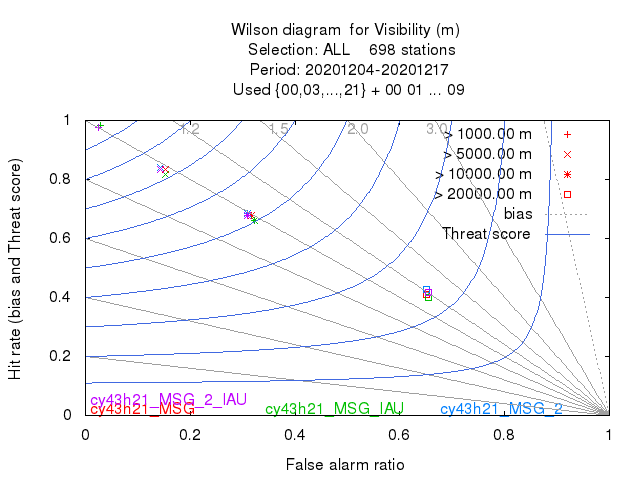 Wilson diagram for Visibility (m)
Selection: ALL 698 stations
Period: 20201204-20201217
Used {00,03,...,21} + 00 01 ... 09
1
0.8
0.6
0.4
0.2
0
Hit rate (bias and Threat score)
1.2
1.5
2.0
3.0
> 1000.00 m
> 5000.00 m
> 10000.00 m
> 20000.00 m
bias
Threat score
cy43h21_MSG_2_IAU
cy43h21_MSG
cy43h21_MSG_IAU
cy43h21_MSG_2
0 0.2 0.4 0.6 0.8 1
False alarm ratio